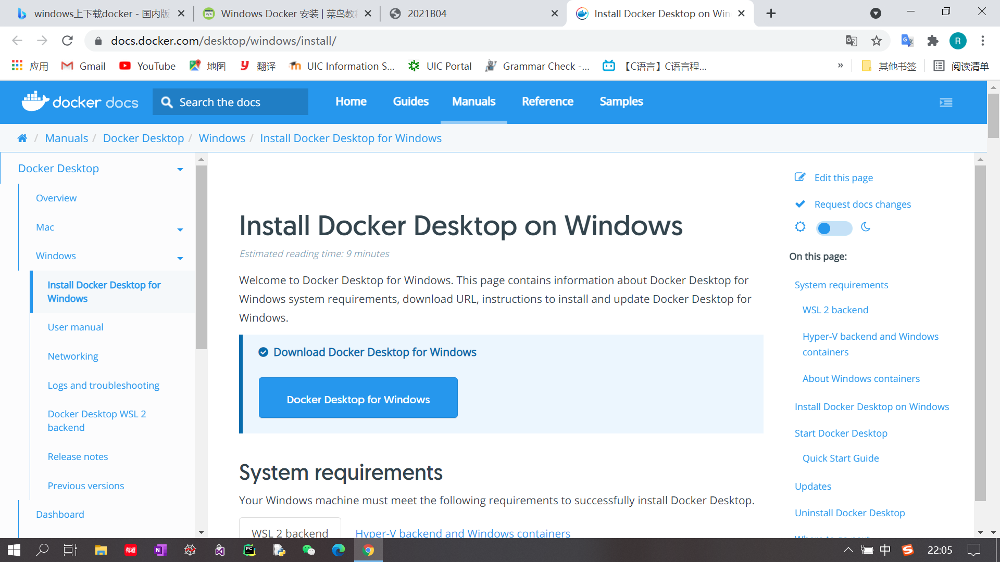 windows上下载docker - 国内版
Windows Docker 安装 | 菜鸟教
2021B04
Install Docker Desktop on Win
docs.docker.com/desktop/windows/install/
R
应用
Gmail
YouTube
地图
翻译
UIC Information S...
UIC Portal
Grammar Check -...
【C语言】C语言程...
»
其他书签
阅读清单
docker docs
Search the docs
Home
Guides
Manuals
Reference
Samples
/ Manuals / Docker Desktop / Windows / Install Docker Desktop for Windows
Docker Desktop
Overview
Mac
Windows
Install Docker Desktop for
Windows
User manual
Networking
Logs and troubleshooting
Docker Desktop WSL 2
backend
Release notes
Previous versions
Dashboard
Install Docker Desktop on Windows
Estimated reading time: 9 minutes
Welcome to Docker Desktop for Windows. This page contains information about Docker Desktop for
Windows system requirements, download URL, instructions to install and update Docker Desktop for
Windows.
Download Docker Desktop for Windows
Docker Desktop for Windows
System requirements
Your Windows machine must meet the following requirements to successfully install Docker Desktop.
WSL 2 backend
Hyper-V backend and Windows containers
Edit this page
Request docs changes
On this page:
System requirements
WSL 2 backend
Hyper-V backend and Windows
containers
About Windows containers
Install Docker Desktop on Windows
Start Docker Desktop
Quick Start Guide
Updates
Uninstall Docker Desktop
Where to go next
有道
N
PC
中
S
22:05